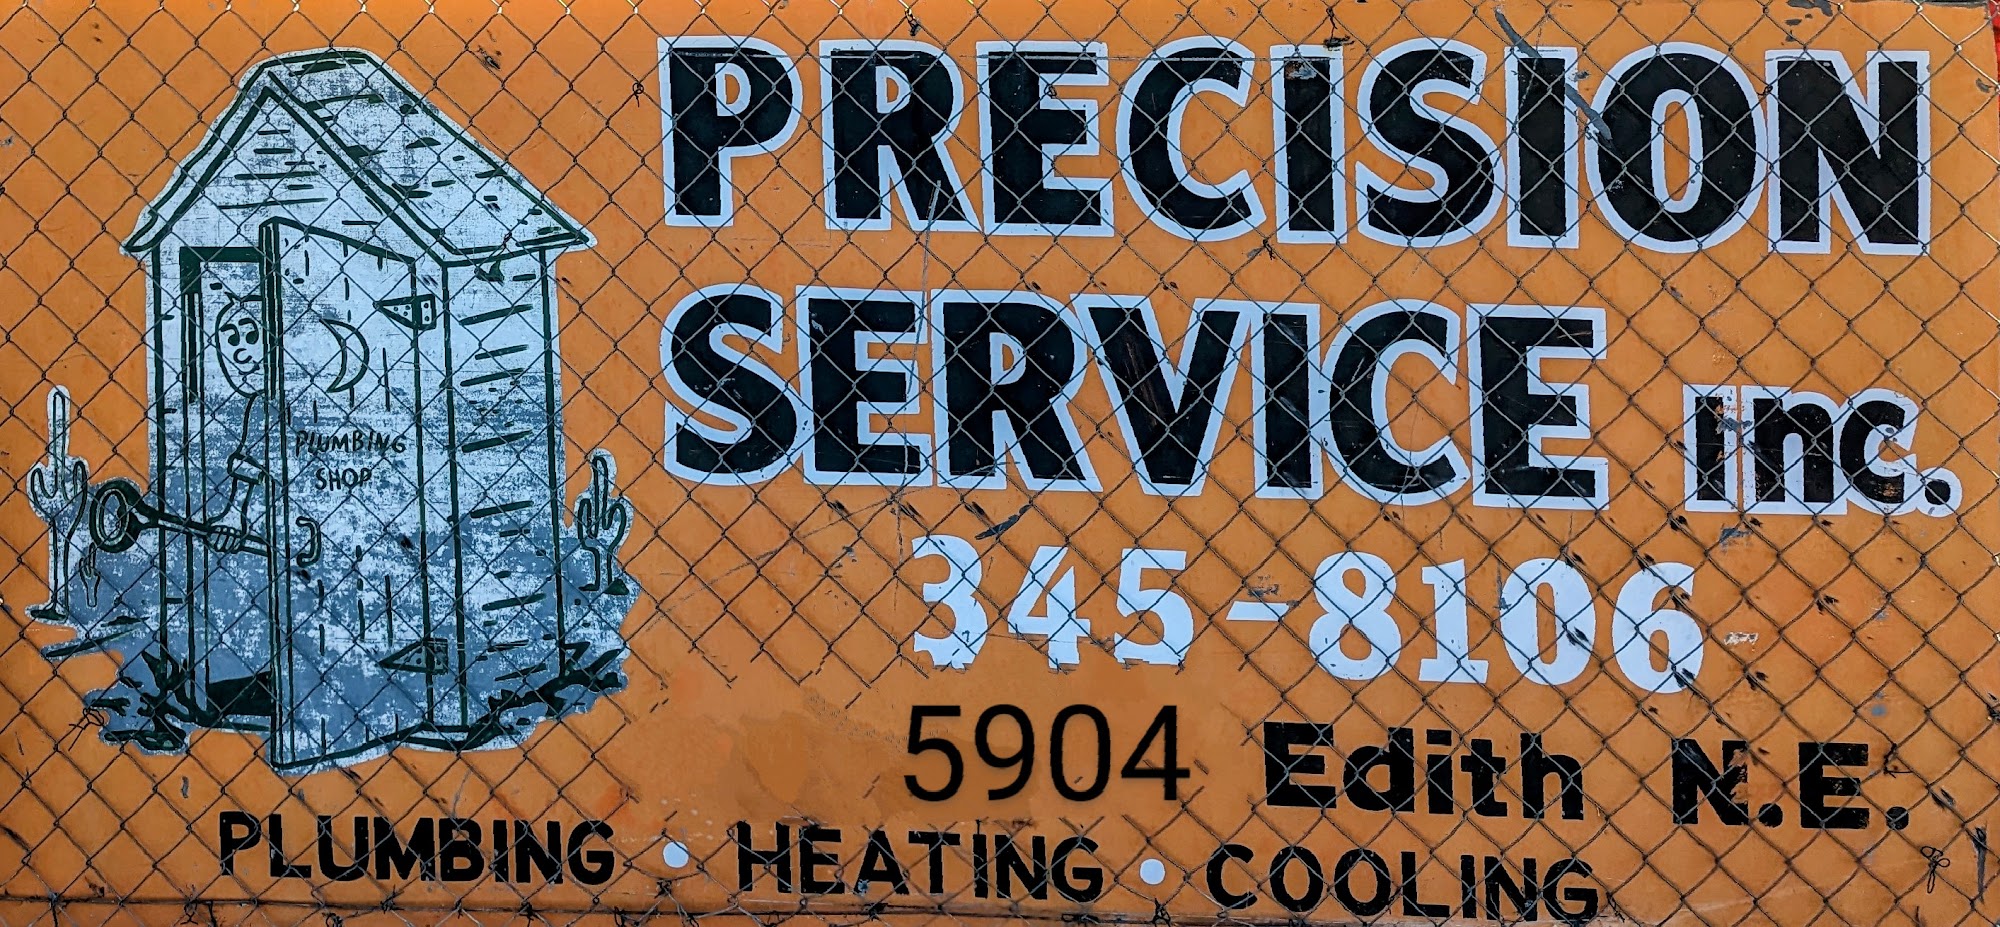 PRECISION
SERVICE inc.
345-8106
5904 Edith N.E.
PLUMBING • HEATING • COOLING
PLUMBING
SHOP